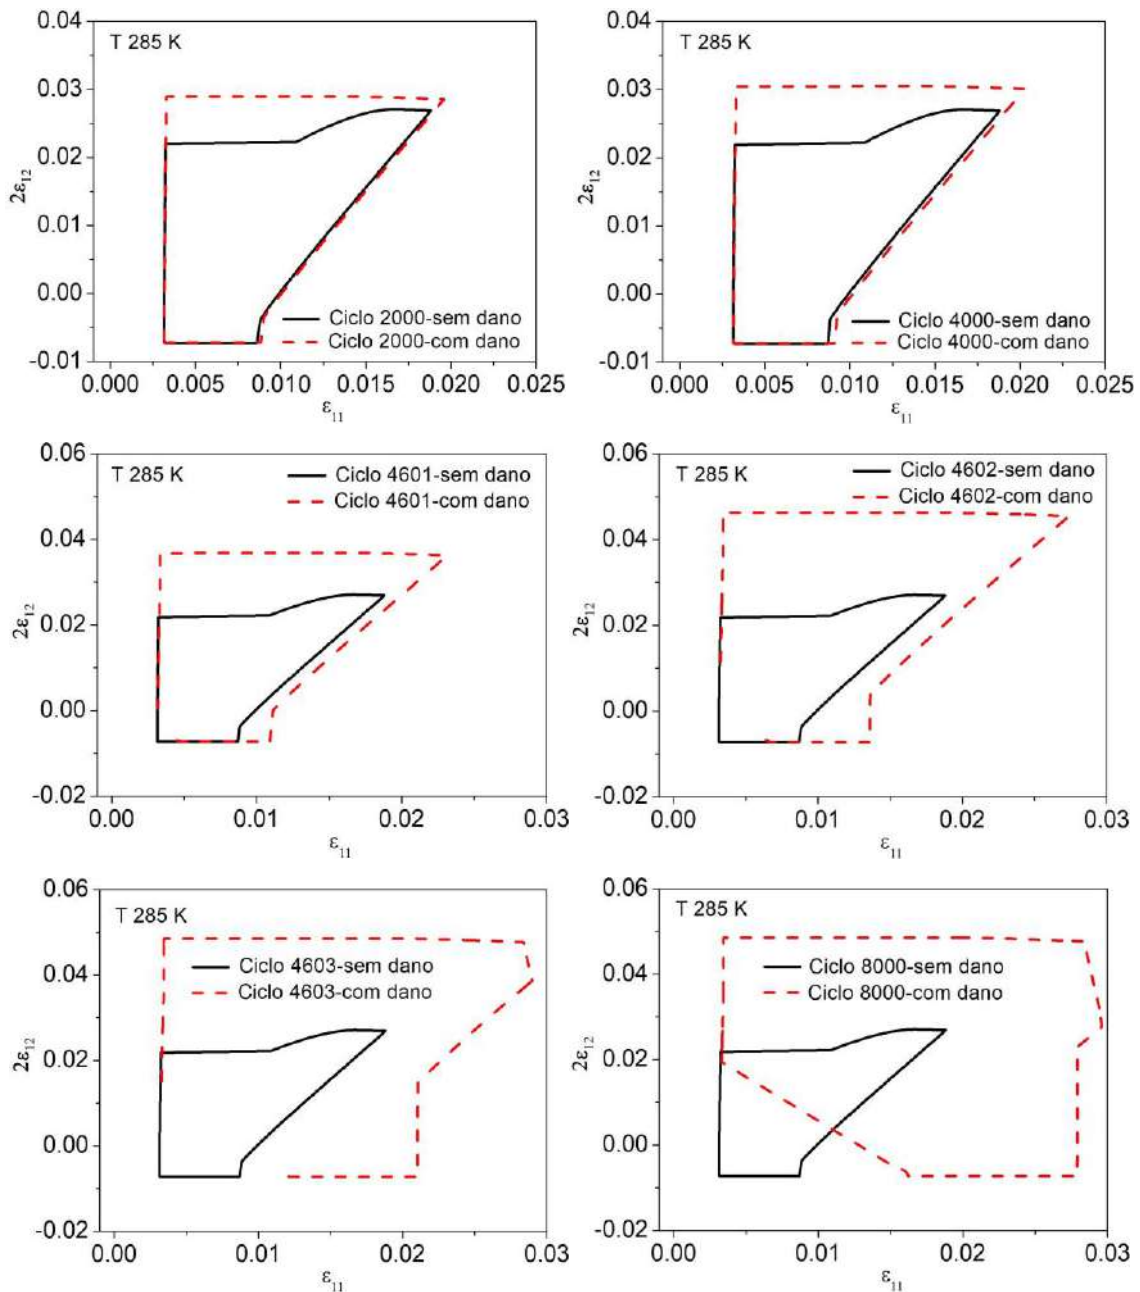 0.04
T 285 K
0.03
0.02
2ε12
0.01
0.00
Ciclo 2000-sem dano
Ciclo 2000-com dano
-0.01
0.000 0.005 0.010 0.015 0.020 0.025
ε11
0.04
T 285 K
0.03
0.02
2ε12
0.01
0.00
Ciclo 4000-sem dano
Ciclo 4000-com dano
-0.01
0.000 0.005 0.010 0.015 0.020 0.025
ε11
0.06
T 285 K
Ciclo 4601-sem dano
Ciclo 4601-com dano
0.04
0.02
2ε12
0.00
-0.02
0.00 0.01 0.02 0.03
ε11
0.06
T 285 K
Ciclo 4602-sem dano
Ciclo 4602-com dano
0.04
0.02
2ε12
0.00
-0.02
0.00 0.01 0.02 0.03
ε11
0.06
T 285 K
Ciclo 4603-sem dano
Ciclo 4603-com dano
0.04
0.02
2ε12
0.00
-0.02
0.00 0.01 0.02 0.03
ε11
0.06
T 285 K
Ciclo 8000-sem dano
Ciclo 8000-com dano
0.04
0.02
2ε12
0.00
-0.02
0.00 0.01 0.02 0.03
ε11